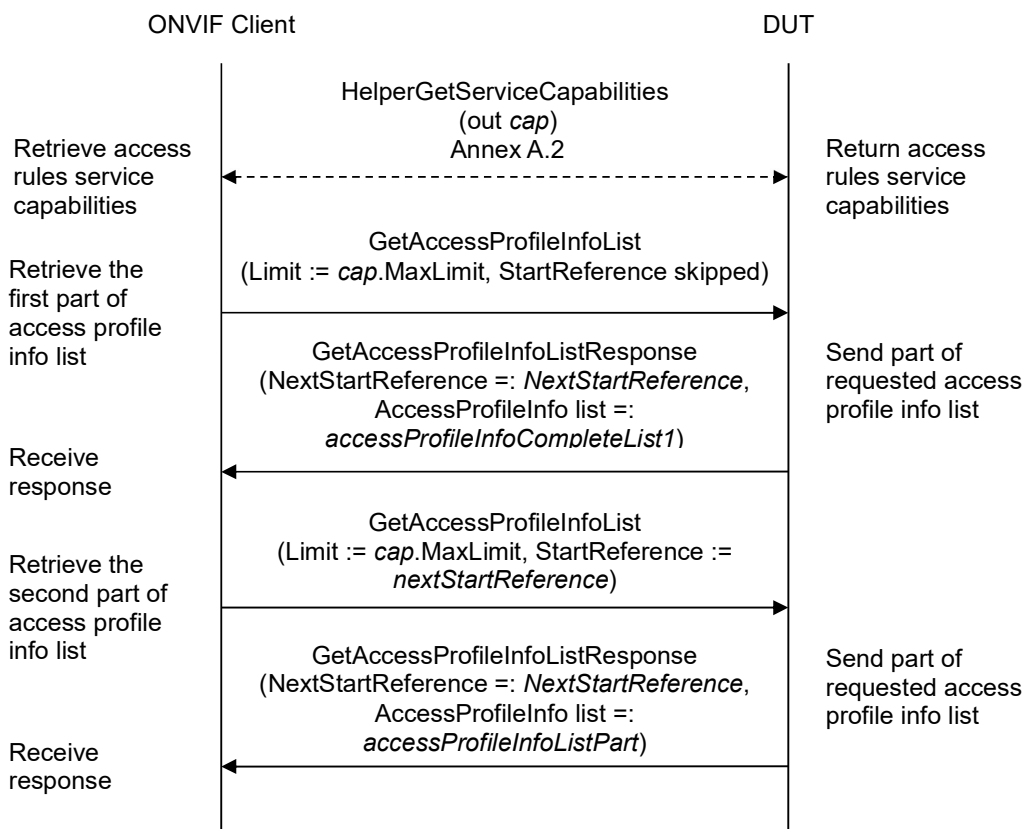 ONVIF Client
DUT
HelperGetServiceCapabilities
(out cap)
Annex A.2
Retrieve access
rules service
capabilities
Return access
rules service
capabilities
GetAccessProfileInfoList
(Limit := cap.MaxLimit, StartReference skipped)
Retrieve the
first part of
access profile
info list
GetAccessProfileInfoListResponse
(NextStartReference =: NextStartReference,
AccessProfileInfo list =:
accessProfileInfoCompleteList1)
Send part of
requested access
profile info list
Receive
response
GetAccessProfileInfoList
(Limit := cap.MaxLimit, StartReference :=
nextStartReference)
Retrieve the
second part of
access profile
info list
GetAccessProfileInfoListResponse
(NextStartReference =: NextStartReference,
AccessProfileInfo list =:
accessProfileInfoListPart)
Send part of
requested access
profile info list
Receive
response